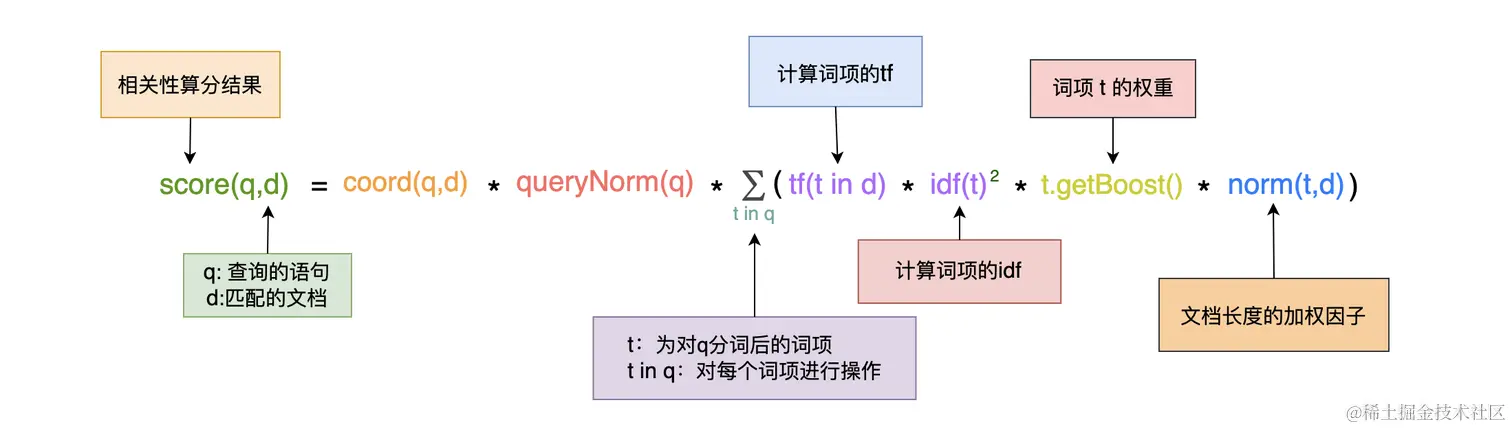 计算词项的tf
相关性算分结果
词项 t 的权重
score(q,d) = coord(q,d) * queryNorm(q) * ∑ ( tf(t in d) * idf(t)² * t.getBoost() * norm(t,d) )
t in q
q: 查询的语句
d:匹配的文档
计算词项的idf
文档长度的加权因子
t：为对q分词后的词项
t in q：对每个词项进行操作
@稀土掘金技术社区